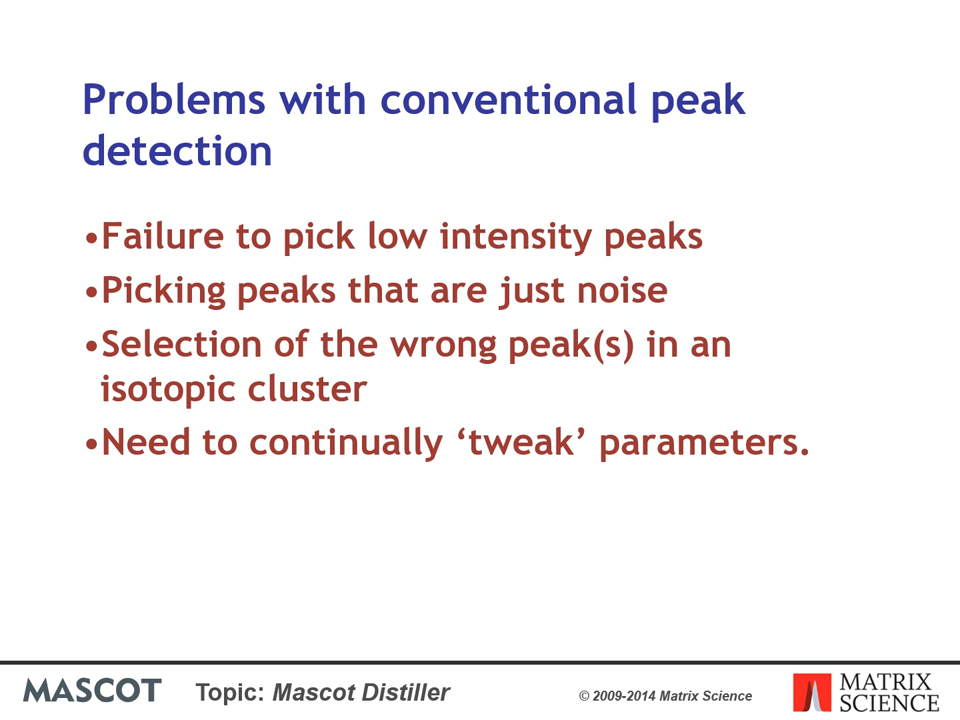 Problems with conventional peak
detection
•Failure to pick low intensity peaks
•Picking peaks that are just noise
•Selection of the wrong peak(s) in an
isotopic cluster
•Need to continually ‘tweak’ parameters.
MASCOT
Topic: Mascot Distiller
© 2009-2014 Matrix Science
MATRIX
SCIENCE